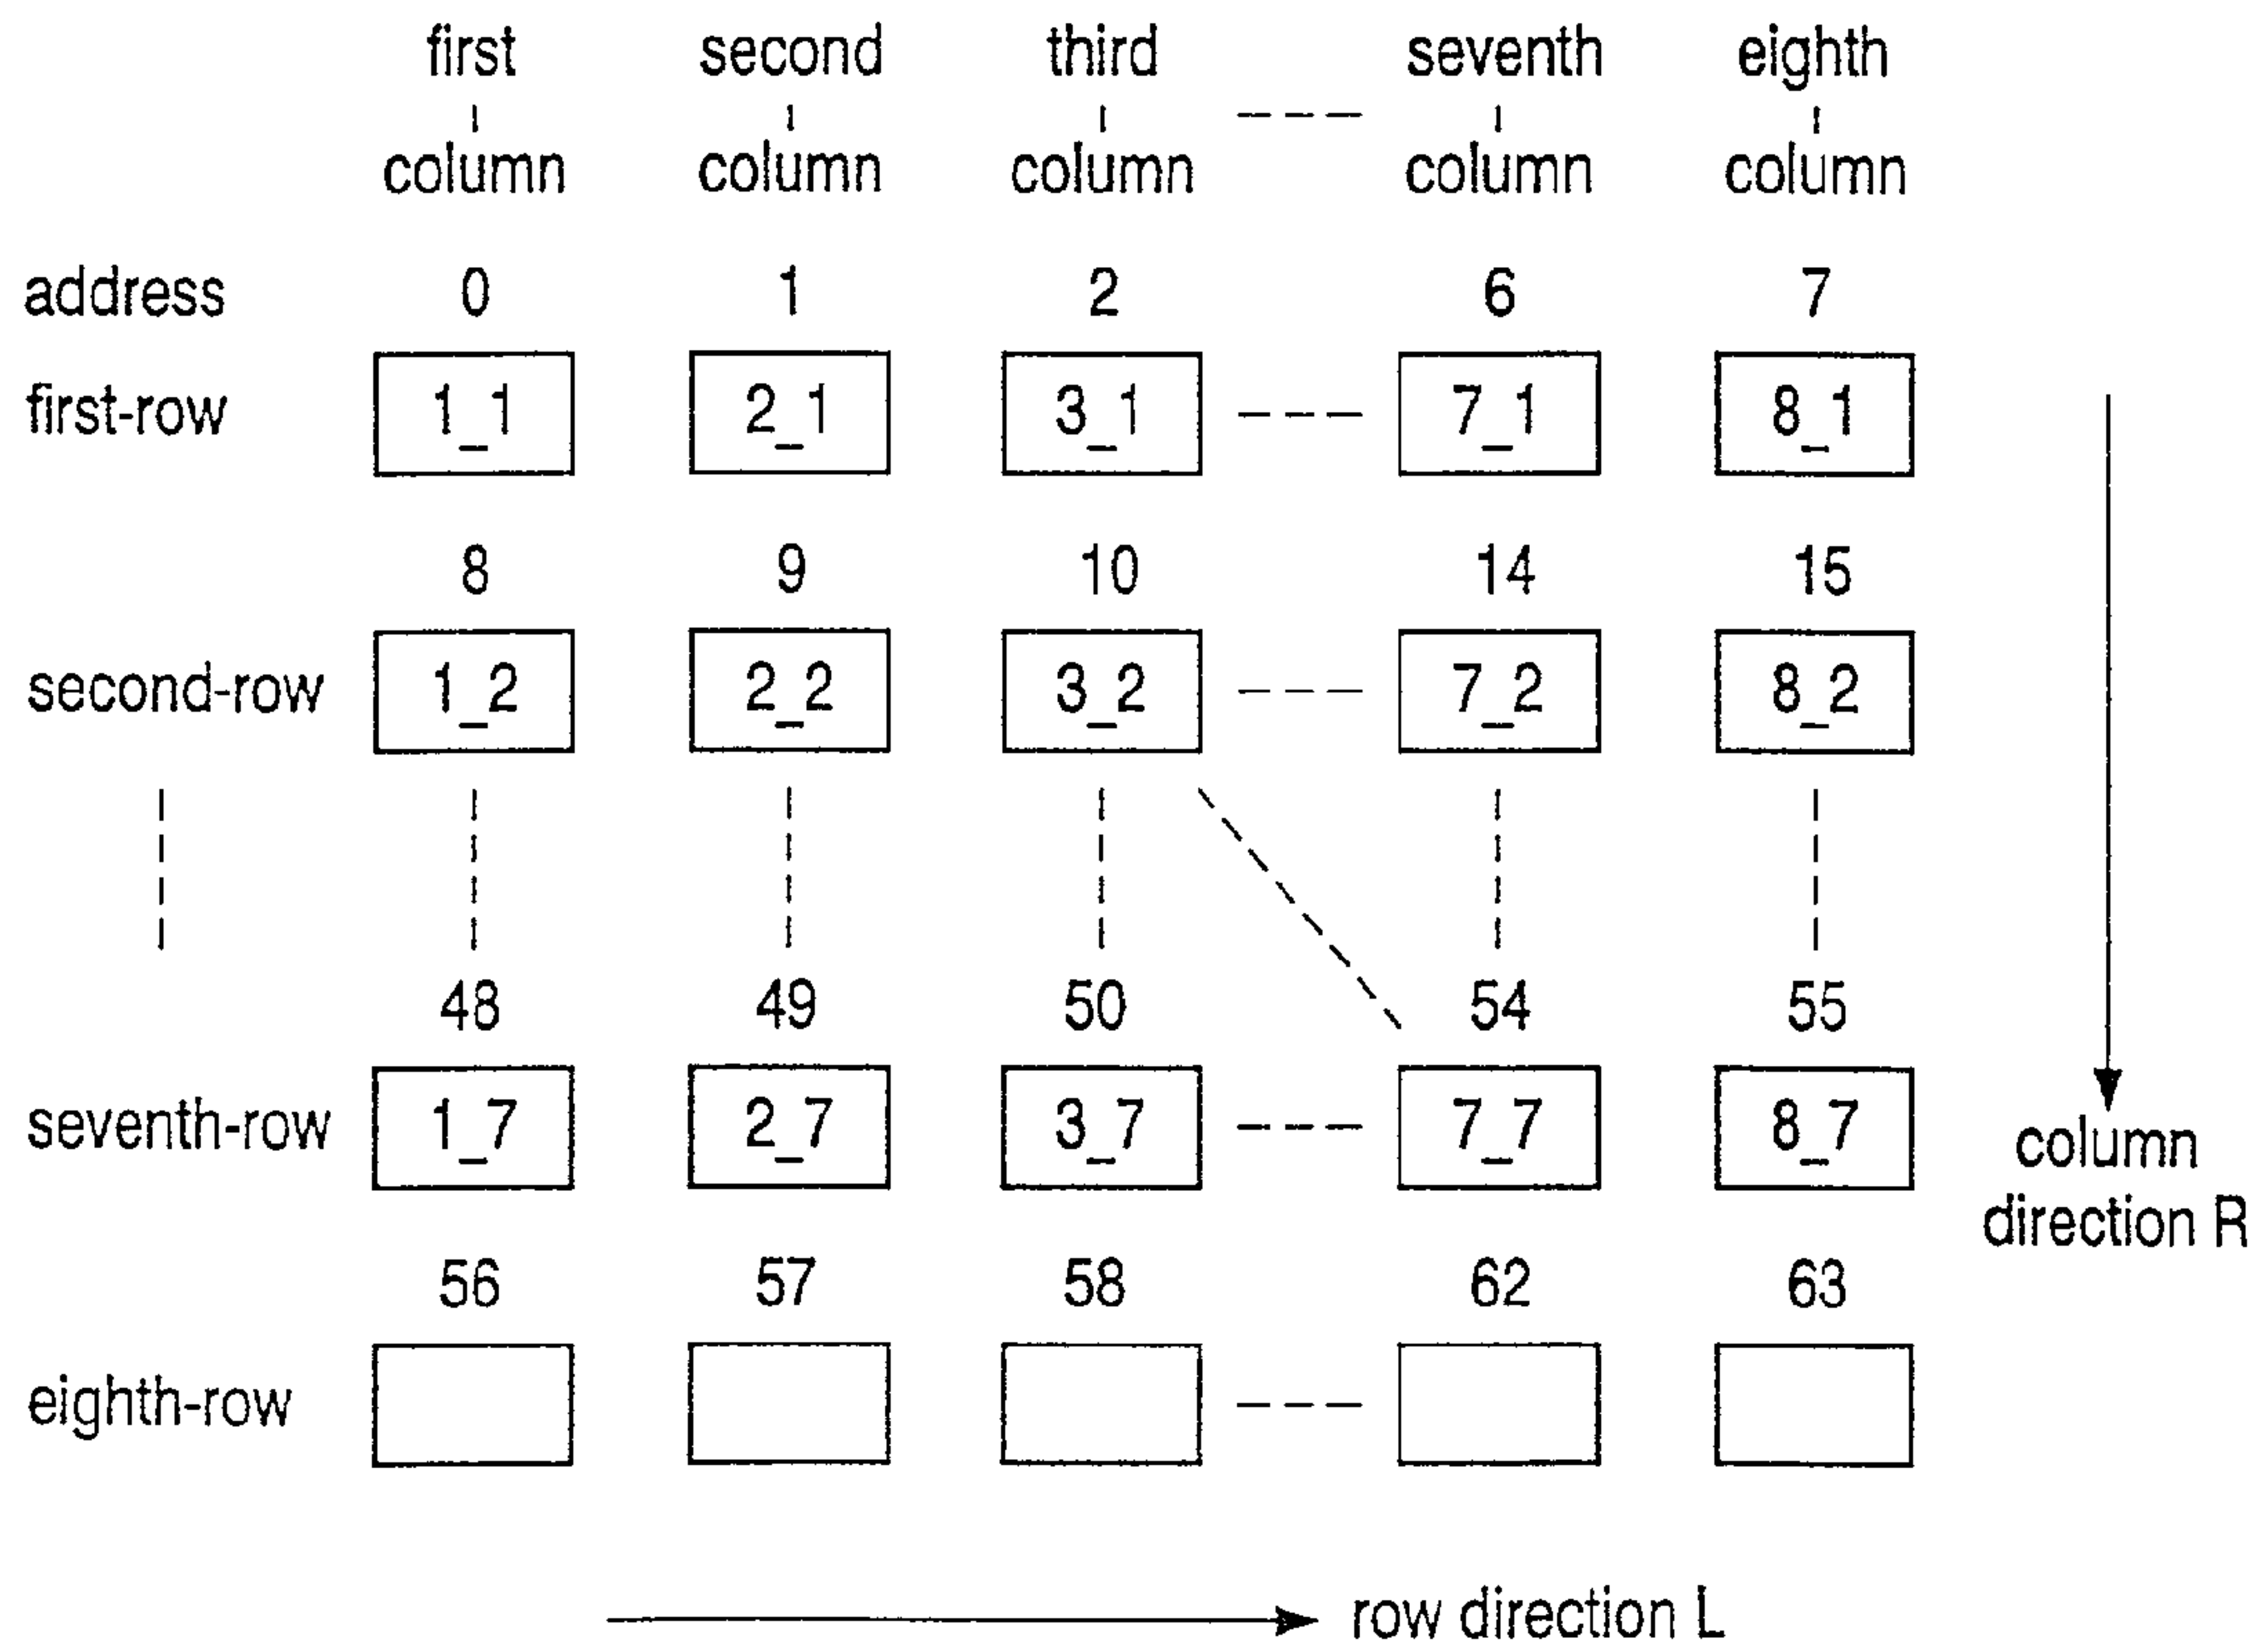 first second third seventh eighth
column column column column column
address 0 1 2 6 7
first-row 1_1 2_1 3_1 7_1 8_1
8 9 10 14 15
second-row 1_2 2_2 3_2 7_2 8_2
48 49 50 54 55
seventh-row 1_7 2_7 3_7 7_7 8_7
column
direction R
56 57 58 62 63
eighth-row
row direction L